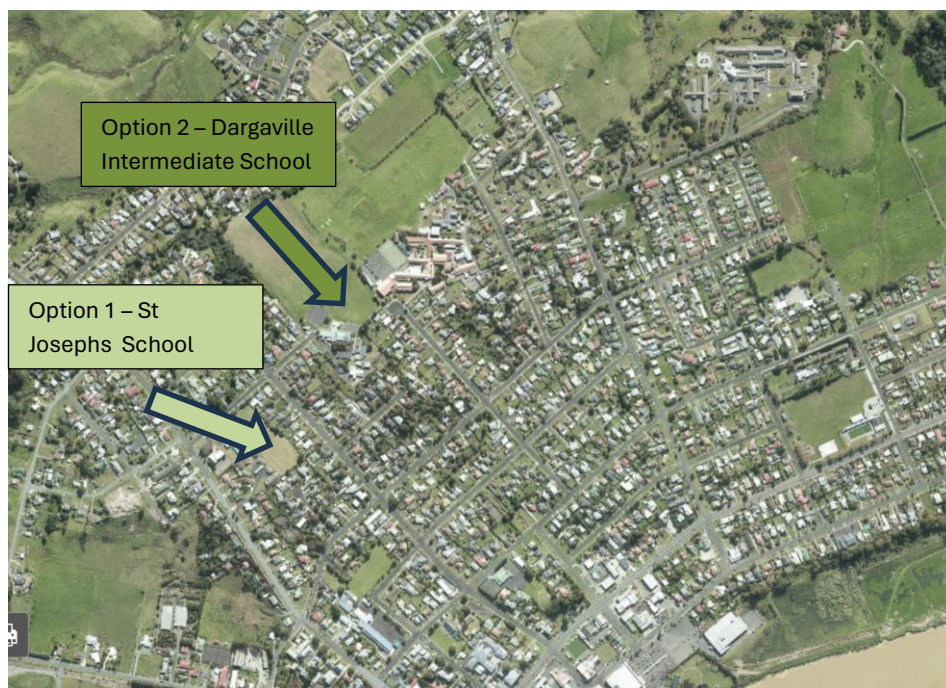 Option 2 – Dargaville
Intermediate School
Option 1 – St
Josephs School